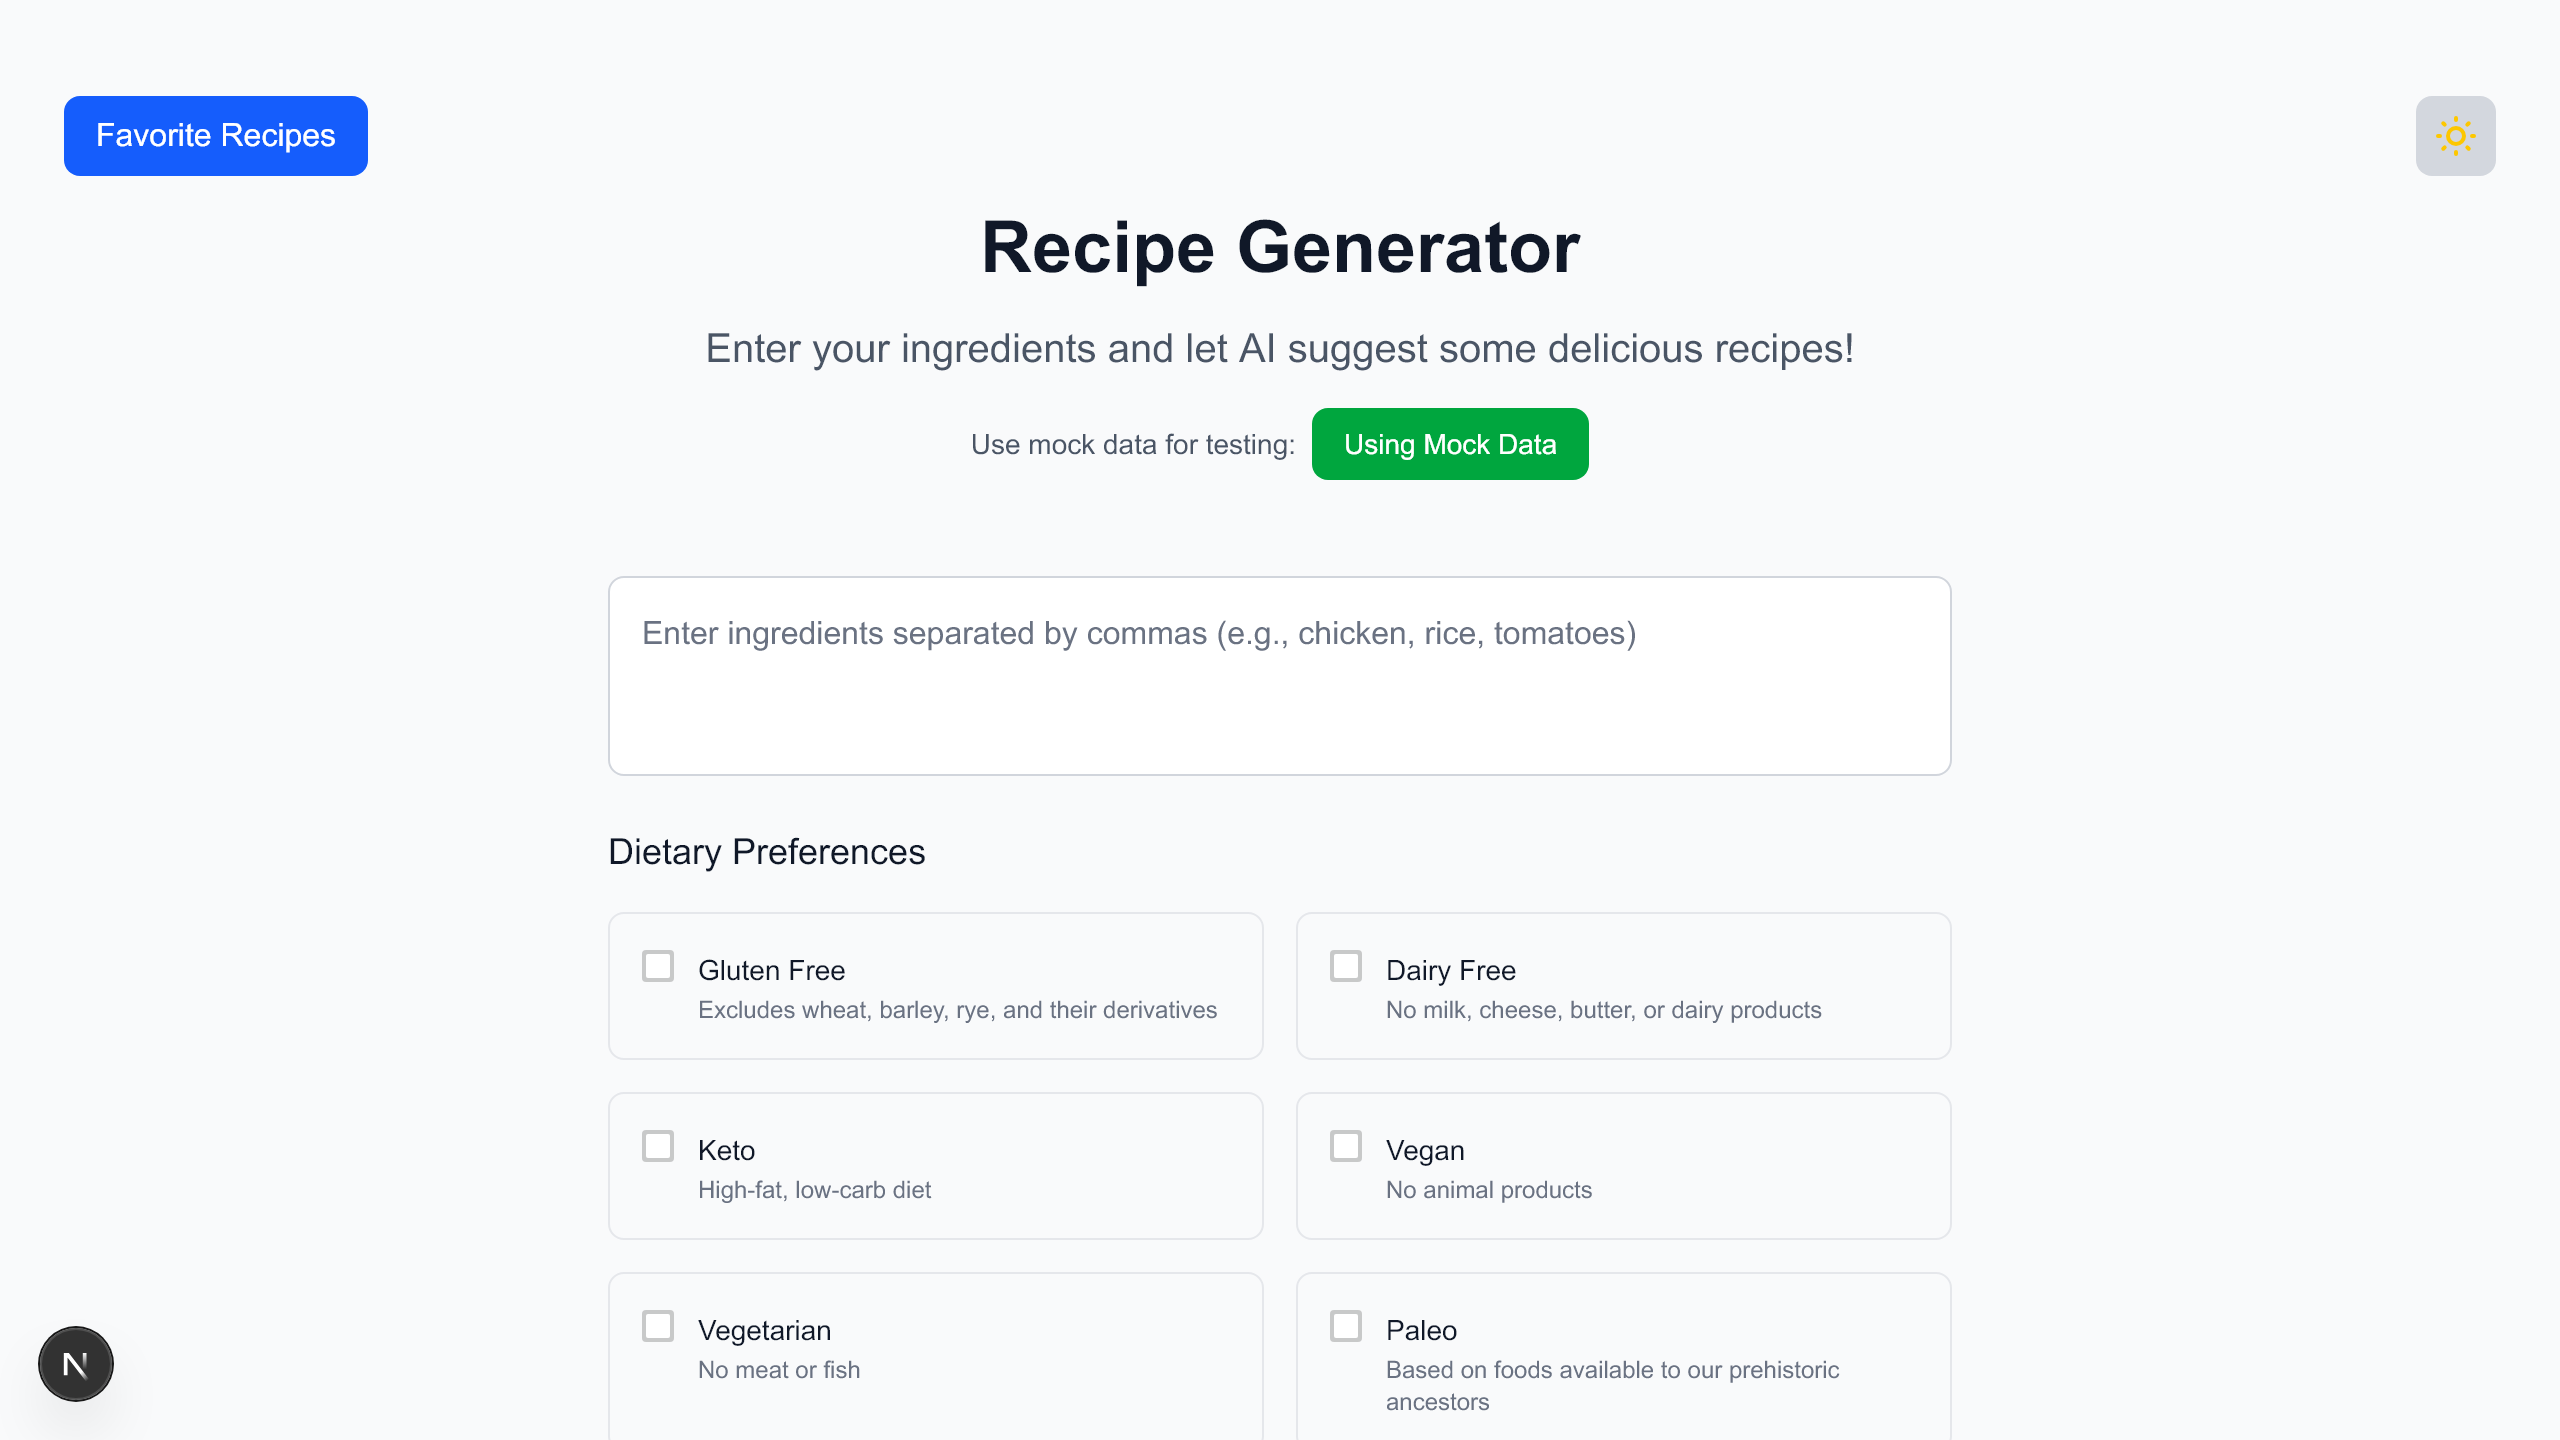 Favorite Recipes
Recipe Generator
Enter your ingredients and let AI suggest some delicious recipes!
Use mock data for testing: Using Mock Data
Enter ingredients separated by commas (e.g., chicken, rice, tomatoes)
Dietary Preferences
Gluten Free
Excludes wheat, barley, rye, and their derivatives
Dairy Free
No milk, cheese, butter, or dairy products
Keto
High-fat, low-carb diet
Vegan
No animal products
Vegetarian
No meat or fish
Paleo
Based on foods available to our prehistoric
ancestors
N